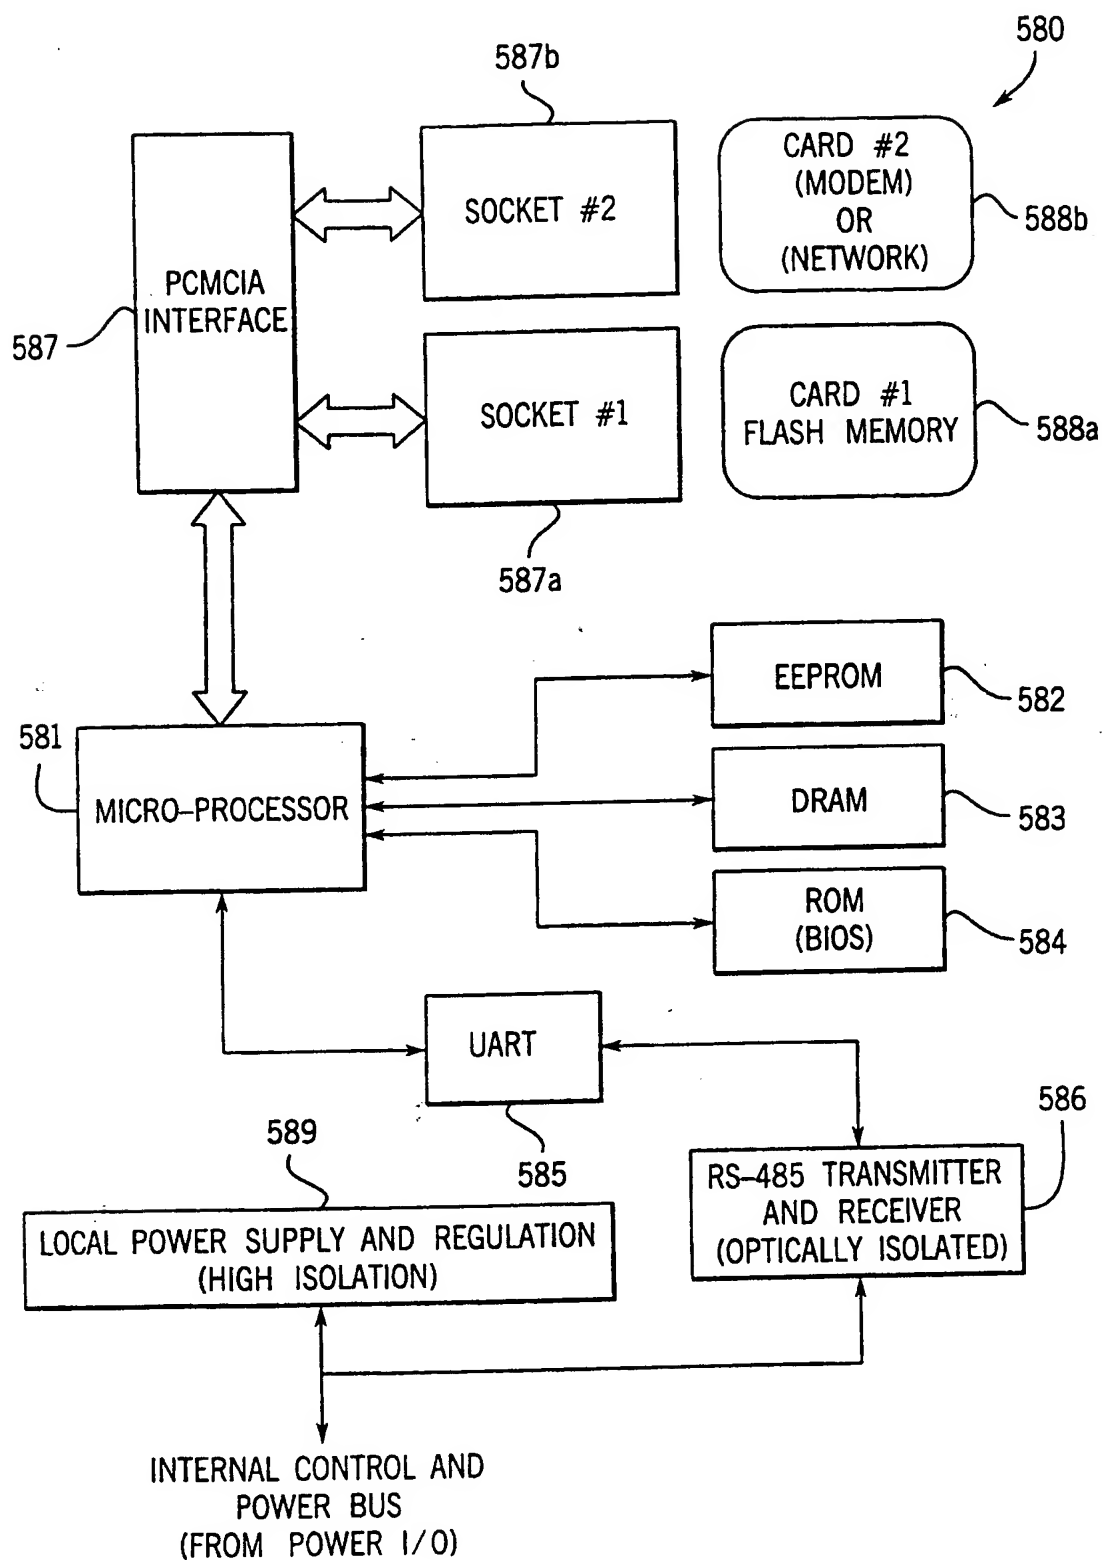 580
587b
SOCKET #2
CARD #2
(MODEM)
OR
(NETWORK)
588b
PCMCIA
INTERFACE
587
SOCKET #1
CARD #1
FLASH MEMORY
588a
587a
EEPROM
582
581
MICRO-PROCESSOR
DRAM
583
ROM
(BIOS)
584
UART
585
586
RS-485 TRANSMITTER
AND RECEIVER
(OPTICALLY ISOLATED)
589
LOCAL POWER SUPPLY AND REGULATION
(HIGH ISOLATION)
INTERNAL CONTROL AND
POWER BUS
(FROM POWER I/O)